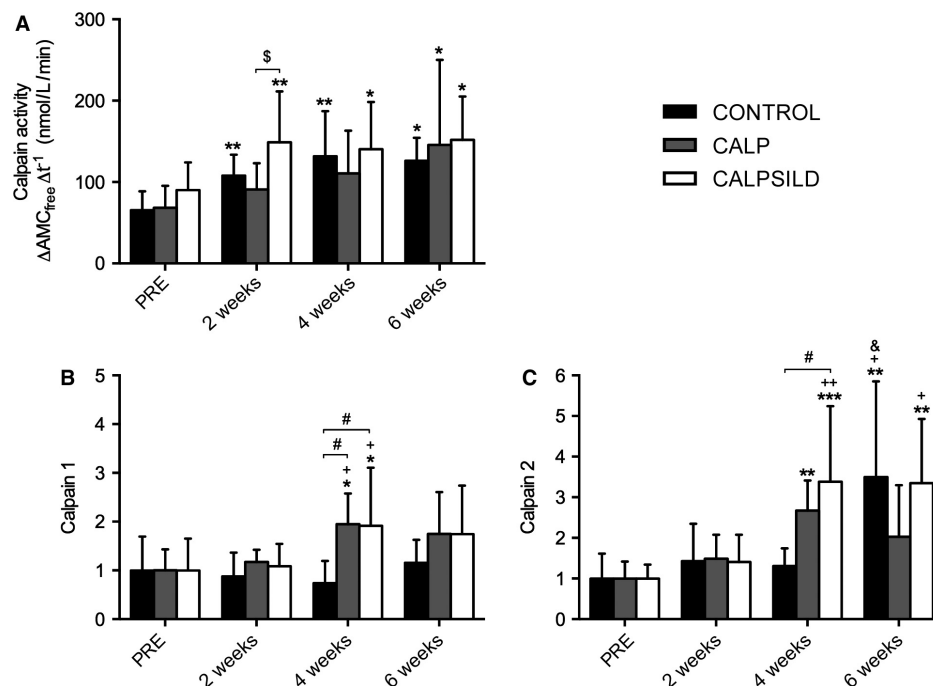 A
Calpain activity
ΔAMCfree Δt-1 (nmol/L/min)
300
200
100
0
**
$
**
**
*
*
*
*
PRE
2 weeks
4 weeks
6 weeks
CONTROL
CALP
CALPSILD
B
Calpain 1
5
4
3
2
1
0
#
#
+
*
+
*
PRE
2 weeks
4 weeks
6 weeks
C
Calpain 2
6
5
4
3
2
1
0
#
**
++
***
&
+
**
+
**
PRE
2 weeks
4 weeks
6 weeks